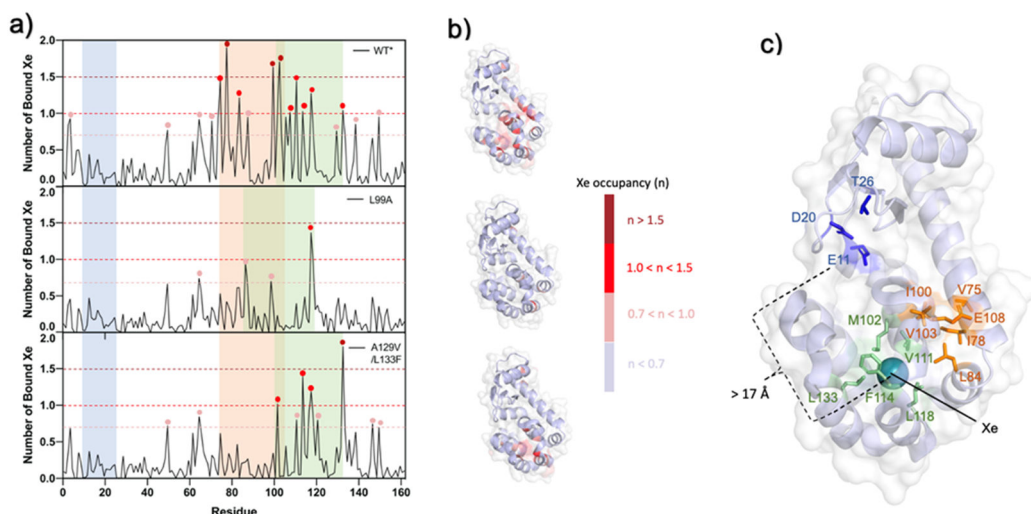 a)
Number of Bound Xe
2.0
1.5
1.0
0.5
0.0
WT*
Number of Bound Xe
2.0
1.5
1.0
0.5
0.0
L99A
Number of Bound Xe
2.0
1.5
1.0
0.5
0.0
A129V
/L133F
0 20 40 60 80 100 120 140 160
Residue
b)
Xe occupancy (n)
n > 1.5
1.0 < n < 1.5
0.7 < n < 1.0
n < 0.7
c)
T26
D20
E11
I100
V75
M102
E108
V103
I78
V111
L84
> 17 Å
L133
F114
L118
Xe